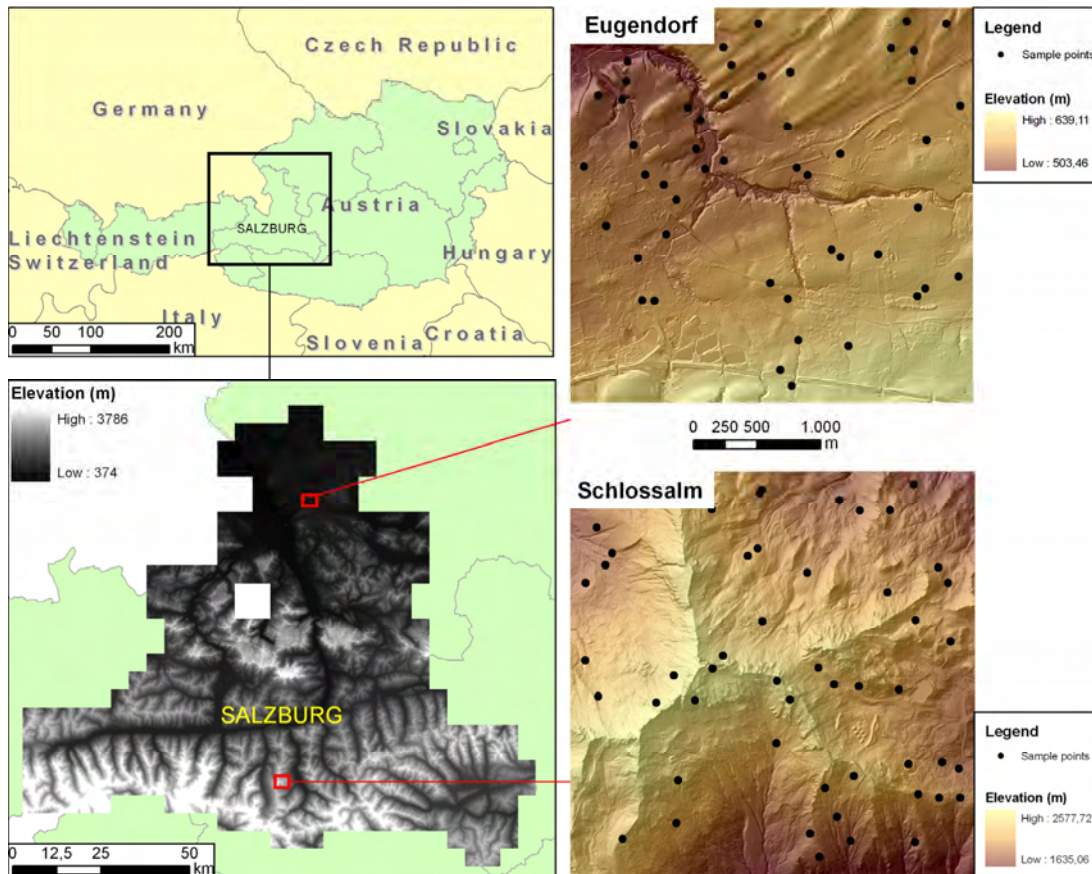 Czech Republic
Germany
Slovakia
Austria
SALZBURG
Liechtenstein
Switzerland
Hungary
Italy
Slovenia
Croatia
0 50 100 200
km
Elevation (m)
High : 3786
Low : 374
SALZBURG
0 12,5 25 50
km
Eugendorf
Legend
Sample points
Elevation (m)
High : 639,11
Low : 503,46
0 250 500 1.000
m
Schlossalm
Legend
Sample points
Elevation (m)
High : 2577,72
Low : 1635,06